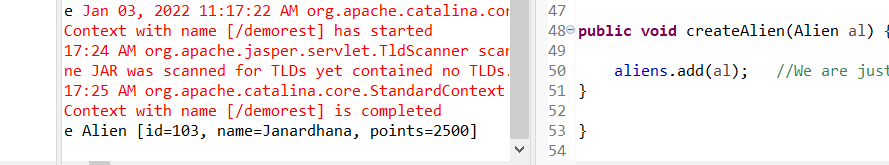 e Jan 03, 2022 11:17:22 AM org.apache.catalina.cor
Context with name [/demorest] has started
17:24 AM org.apache.jasper.servlet.TldScanner scan
ne JAR was scanned for TLDs yet contained no TLDs.
17:25 AM org.apache.catalina.core.StandardContext
Context with name [/demorest] is completed
e Alien [id=103, name=Janardhana, points=2500]
47
48 public void createAlien(Alien al) {
49
50 aliens.add(al); //We are just
51 }
52
53 }
54